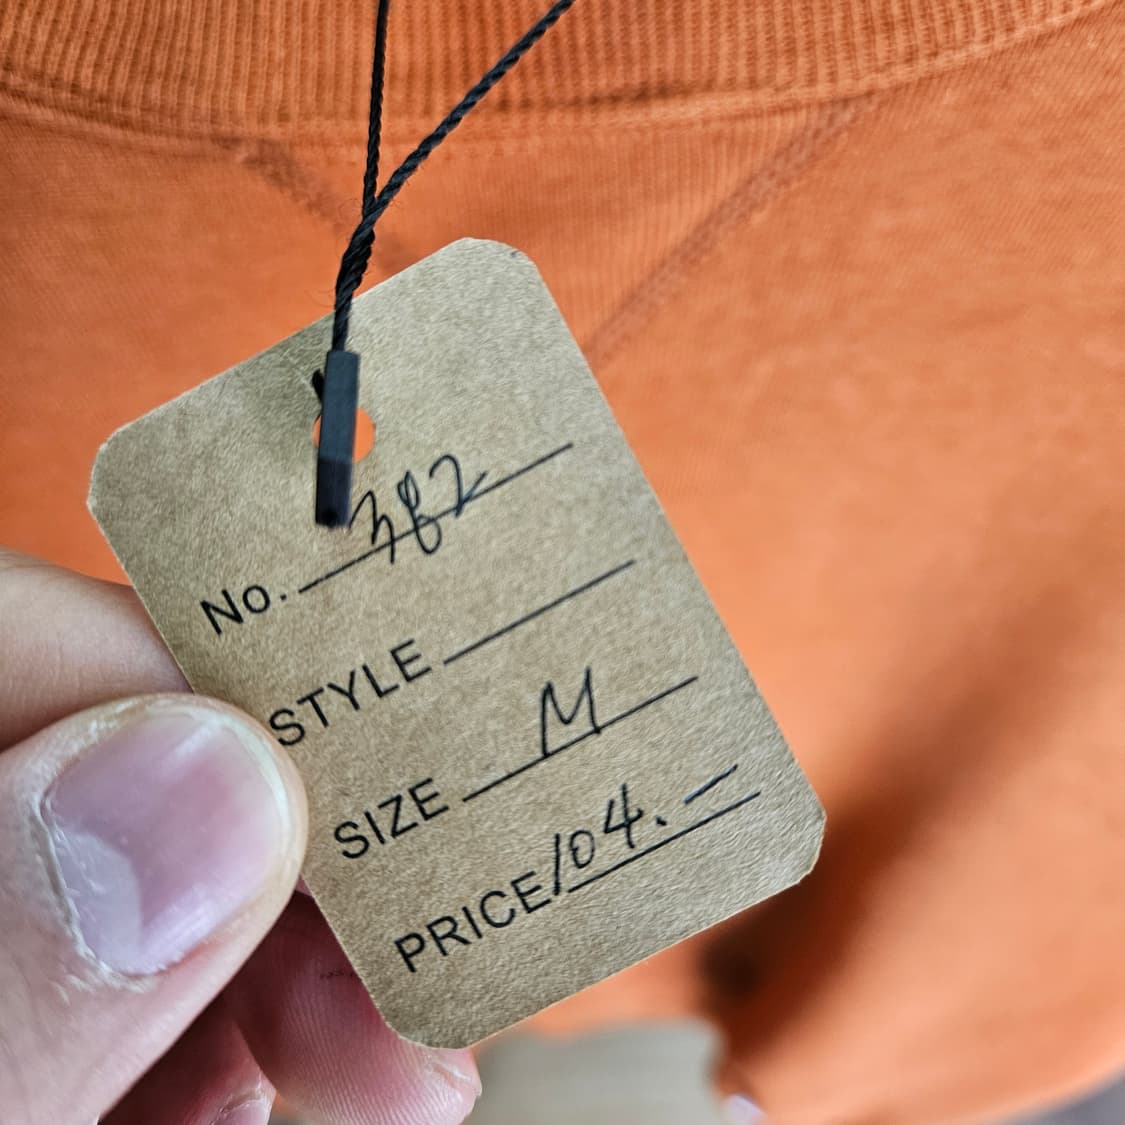 No. 382
STYLE
SIZE M
PRICE 104.-